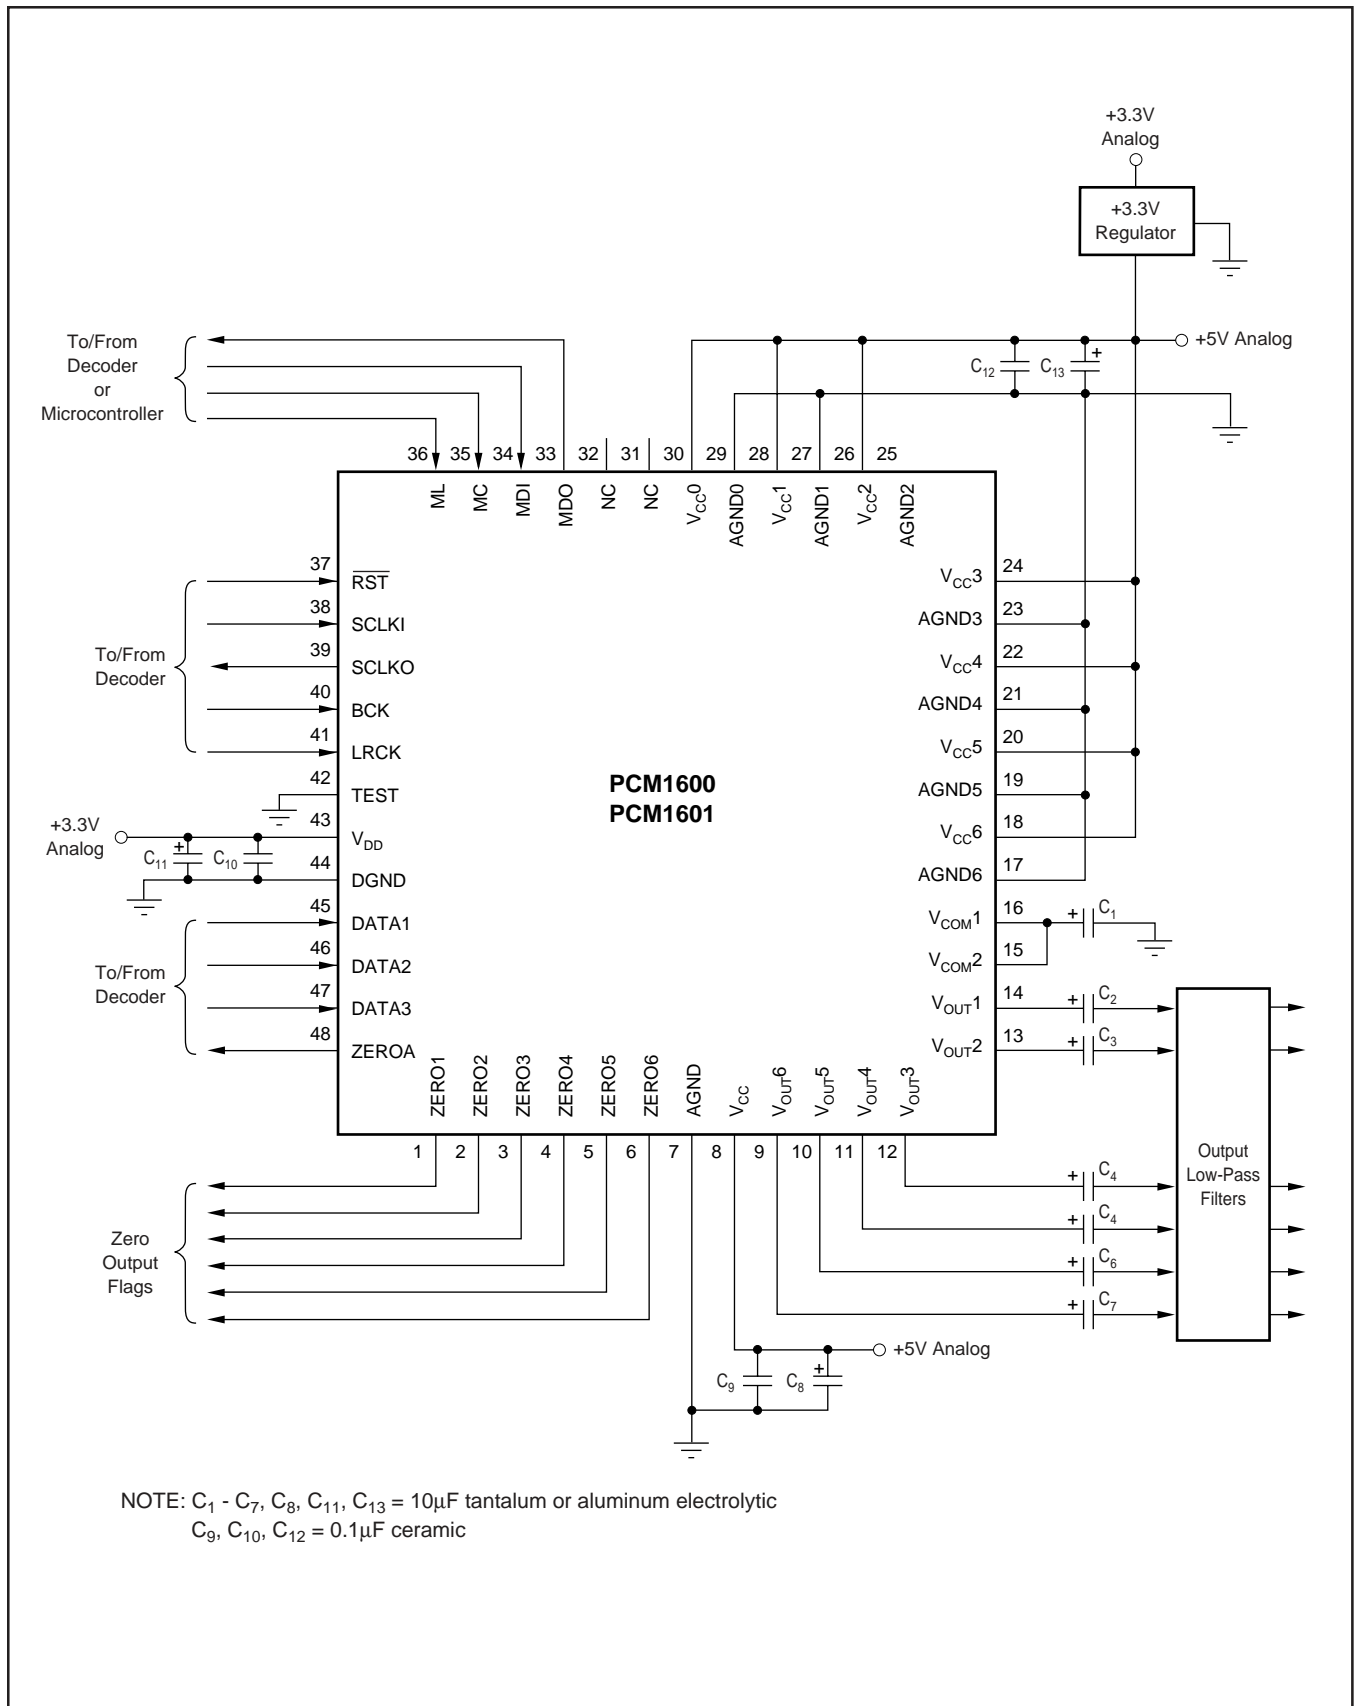 +3.3V
Analog
+3.3V
Regulator
To/From
Decoder
or
Microcontroller
+5V Analog
C12
C13
+
36 35 34 33 32 31 30 29 28 27 26 25
ML MC MDI MDO NC NC VCC0 AGND0 VCC1 AGND1 VCC2 AGND2
To/From
Decoder
37 RST
38 SCLKI
39 SCLKO
40 BCK
41 LRCK
42 TEST
+3.3V
Analog
43 VDD
C11 + C10
44 DGND
To/From
Decoder
45 DATA1
46 DATA2
47 DATA3
48 ZEROA
PCM1600
PCM1601
VCC3 24
AGND3 23
VCC4 22
AGND4 21
VCC5 20
AGND5 19
VCC6 18
AGND6 17
VCOM1 16 + C1
VCOM2 15
VOUT1 14 + C2
VOUT2 13 + C3
ZERO1 ZERO2 ZERO3 ZERO4 ZERO5 ZERO6 AGND VCC VOUT6 VOUT5 VOUT4 VOUT3
1 2 3 4 5 6 7 8 9 10 11 12
+ C4
+ C4
+ C6
+ C7
Output
Low-Pass
Filters
Zero
Output
Flags
+5V Analog
C9 C8 +
NOTE: C1 - C7, C8, C11, C13 = 10μF tantalum or aluminum electrolytic
C9, C10, C12 = 0.1μF ceramic